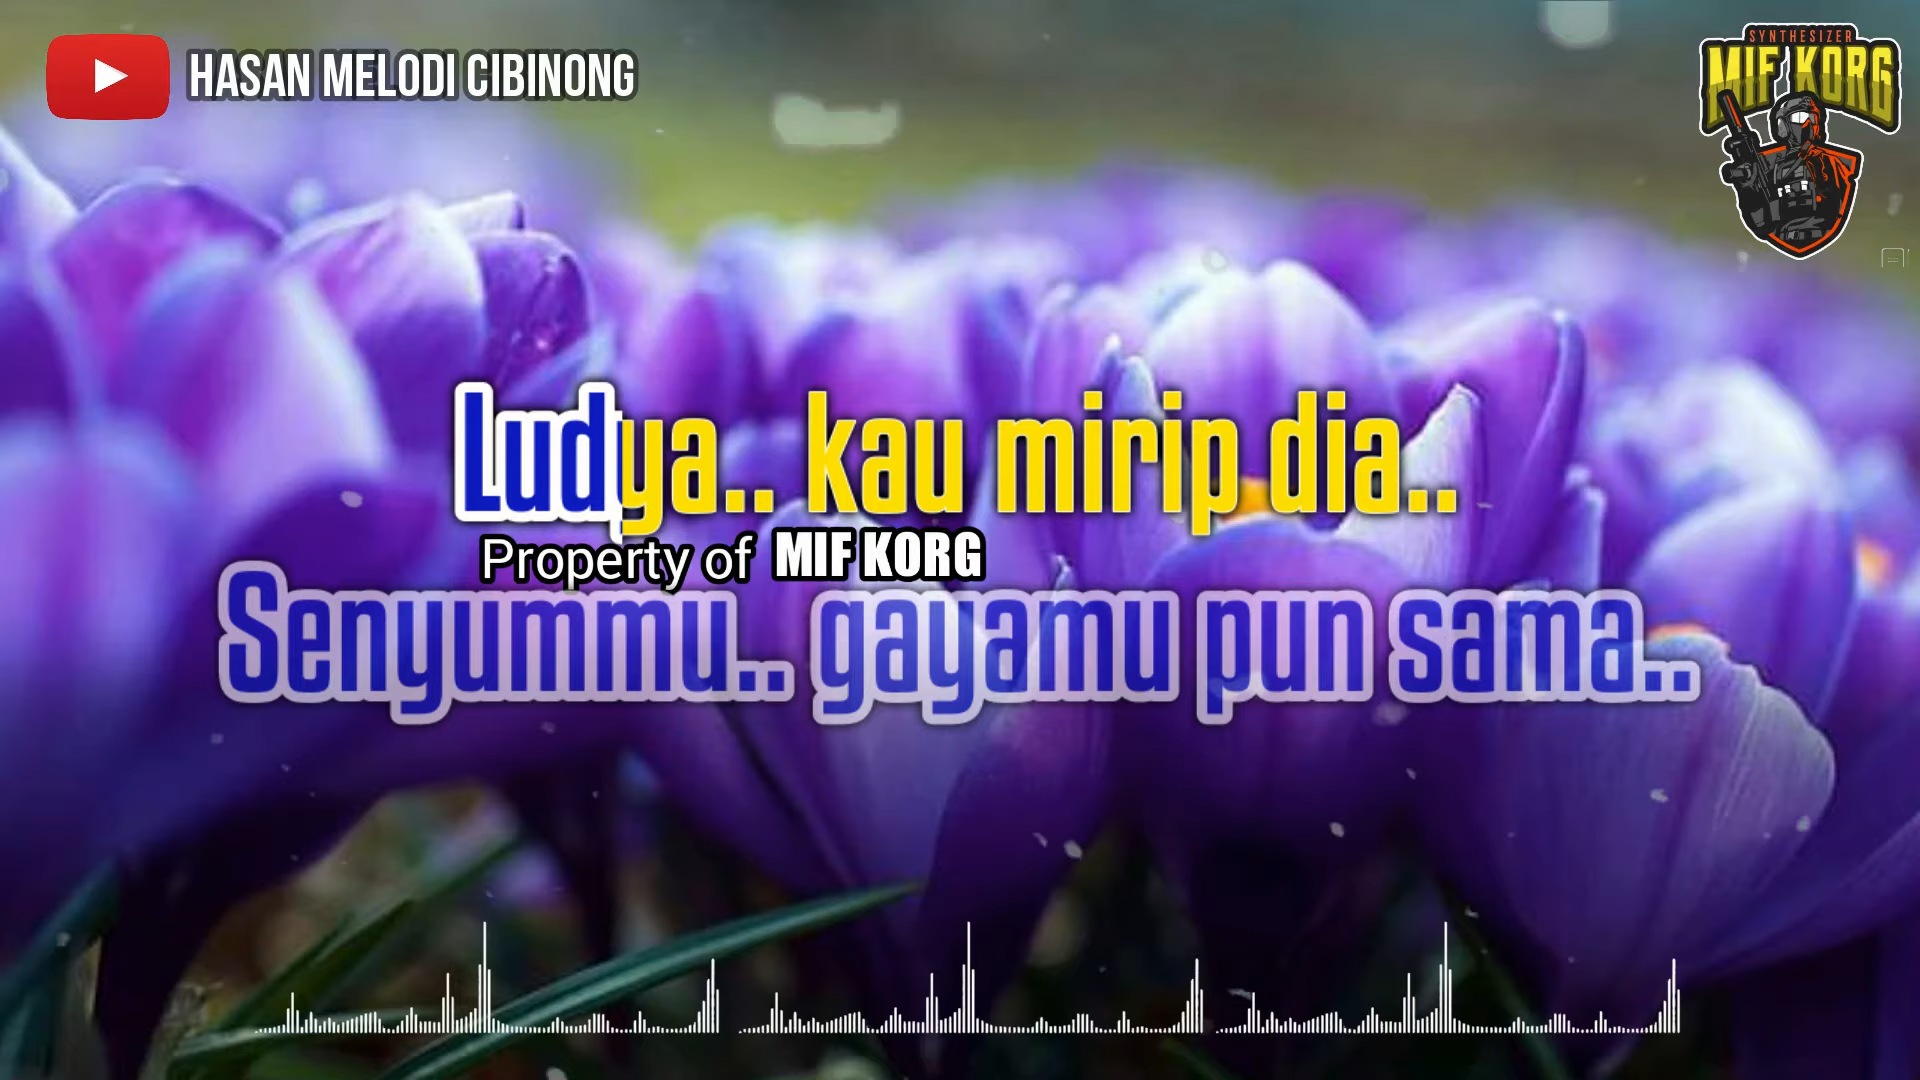 HASAN MELODI CIBINONG
SYNTHESIZER
MIF KORG
Ludya.. kau mirip dia..
Property of MIF KORG
Senyummu.. gayamu pun sama..